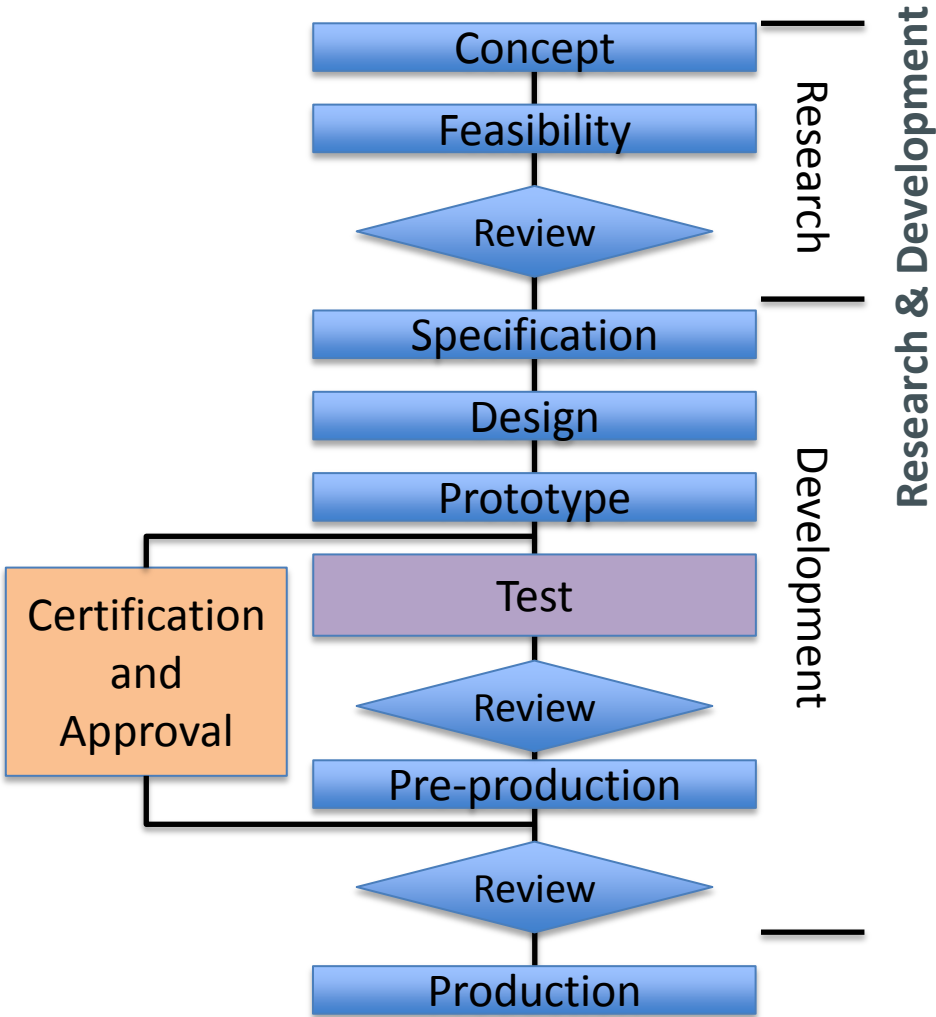 Concept
Feasibility
Review
Research
Research & Development
Specification
Design
Prototype
Development
Certification
and
Approval
Test
Review
Pre-production
Review
Production